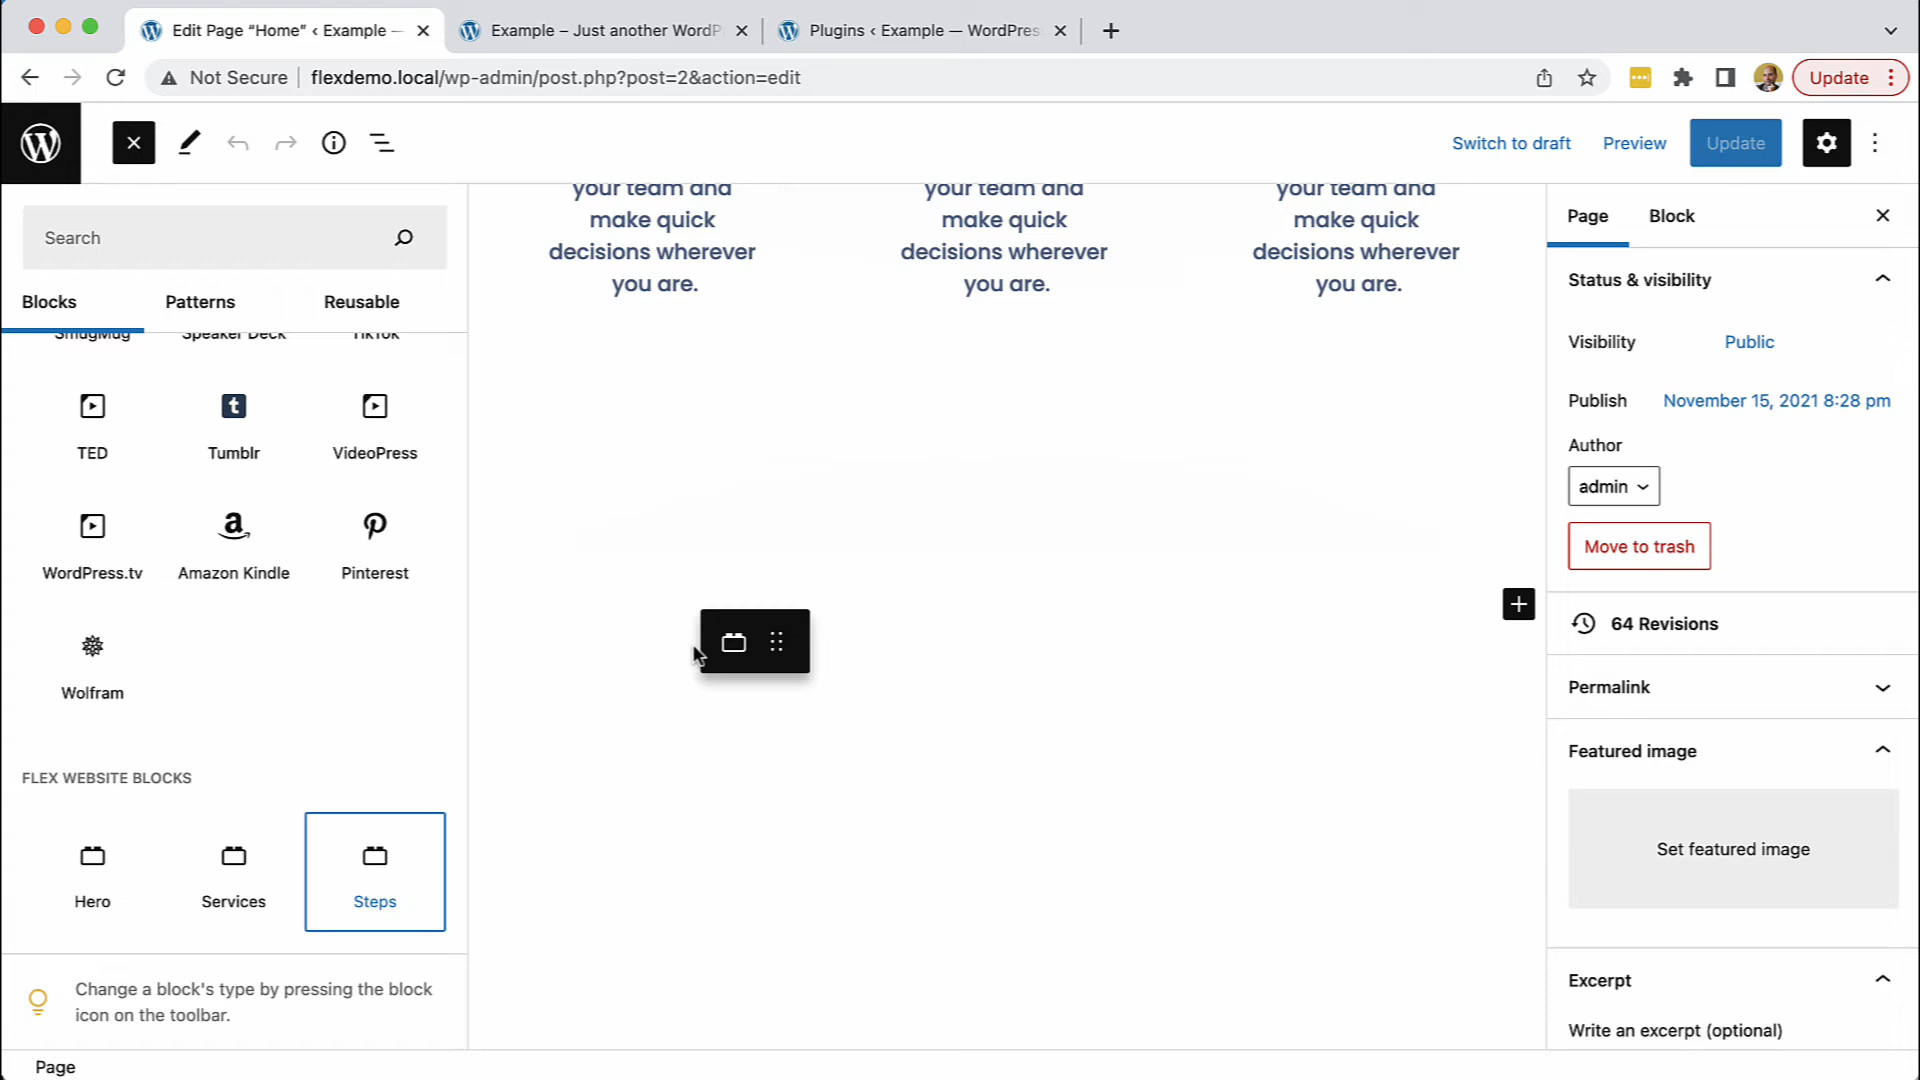 Edit Page “Home” ‹ Example —
Example – Just another WordP
Plugins ‹ Example — WordPres
Not Secure
flexdemo.local/wp-admin/post.php?post=2&action=edit
Update
Switch to draft
Preview
Update
Search
Blocks
Patterns
Reusable
SmugMug
Speaker Deck
TikTok
TED
Tumblr
VideoPress
WordPress.tv
Amazon Kindle
Pinterest
Wolfram
FLEX WEBSITE BLOCKS
Hero
Services
Steps
Change a block's type by pressing the block
icon on the toolbar.
Page
your team and
make quick
decisions wherever
you are.
your team and
make quick
decisions wherever
you are.
your team and
make quick
decisions wherever
you are.
Page
Block
Status & visibility
Visibility
Public
Publish
November 15, 2021 8:28 pm
Author
admin
Move to trash
64 Revisions
Permalink
Featured image
Set featured image
Excerpt
Write an excerpt (optional)